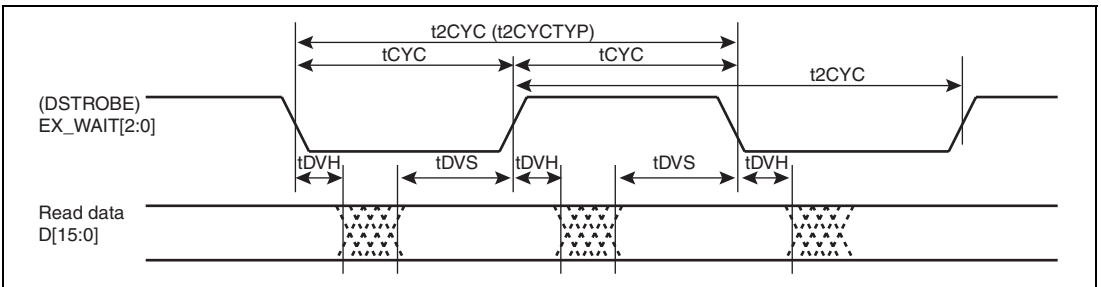 t2CYC (t2CYCTYP)
tCYC tCYC
t2CYC
(DSTROBE)
EX_WAIT[2:0]
tDVH tDVS tDVH tDVS tDVH
Read data
D[15:0]